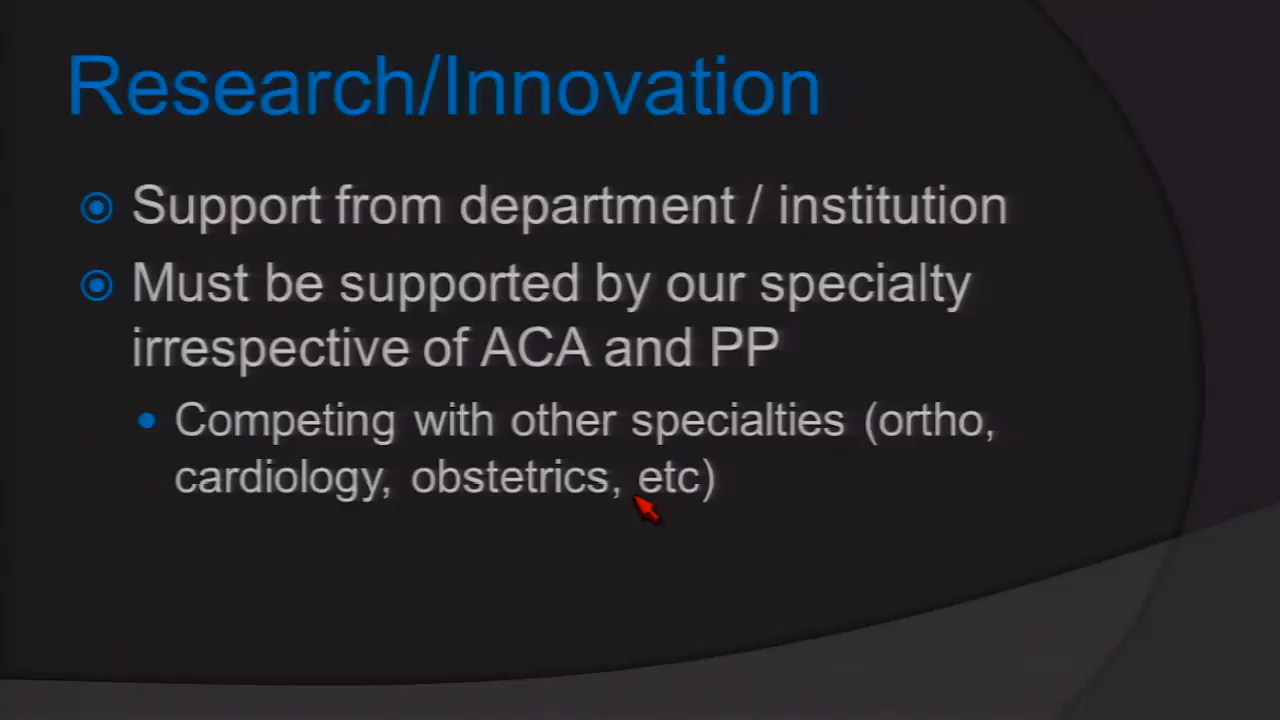 Research/Innovation
Support from department / institution
Must be supported by our specialty
irrespective of ACA and PP
Competing with other specialties (ortho,
cardiology, obstetrics, etc)